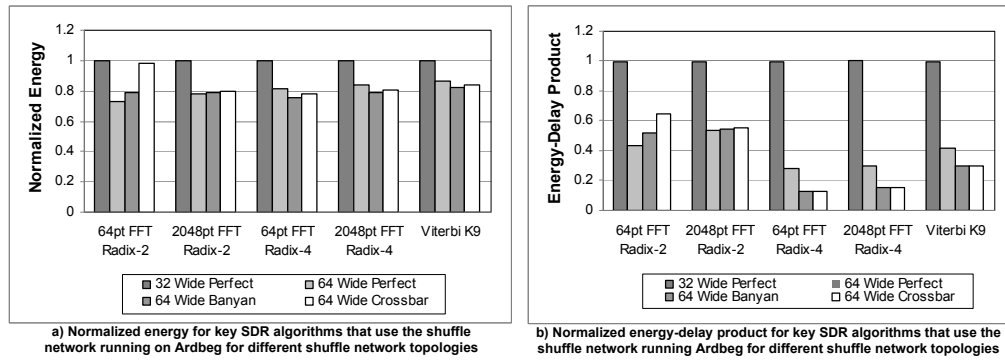 Normalized Energy
1.2
1
0.8
0.6
0.4
0.2
0
64pt FFT Radix-2
2048pt FFT Radix-2
64pt FFT Radix-4
2048pt FFT Radix-4
Viterbi K9
32 Wide Perfect
64 Wide Perfect
64 Wide Banyan
64 Wide Crossbar
a) Normalized energy for key SDR algorithms that use the shuffle
network running on Ardbeg for different shuffle network topologies
Energy-Delay Product
1.2
1
0.8
0.6
0.4
0.2
0
64pt FFT Radix-2
2048pt FFT Radix-2
64pt FFT Radix-4
2048pt FFT Radix-4
Viterbi K9
32 Wide Perfect
64 Wide Perfect
64 Wide Banyan
64 Wide Crossbar
b) Normalized energy-delay product for key SDR algorithms that use the
shuffle network running Ardbeg for different shuffle network topologies